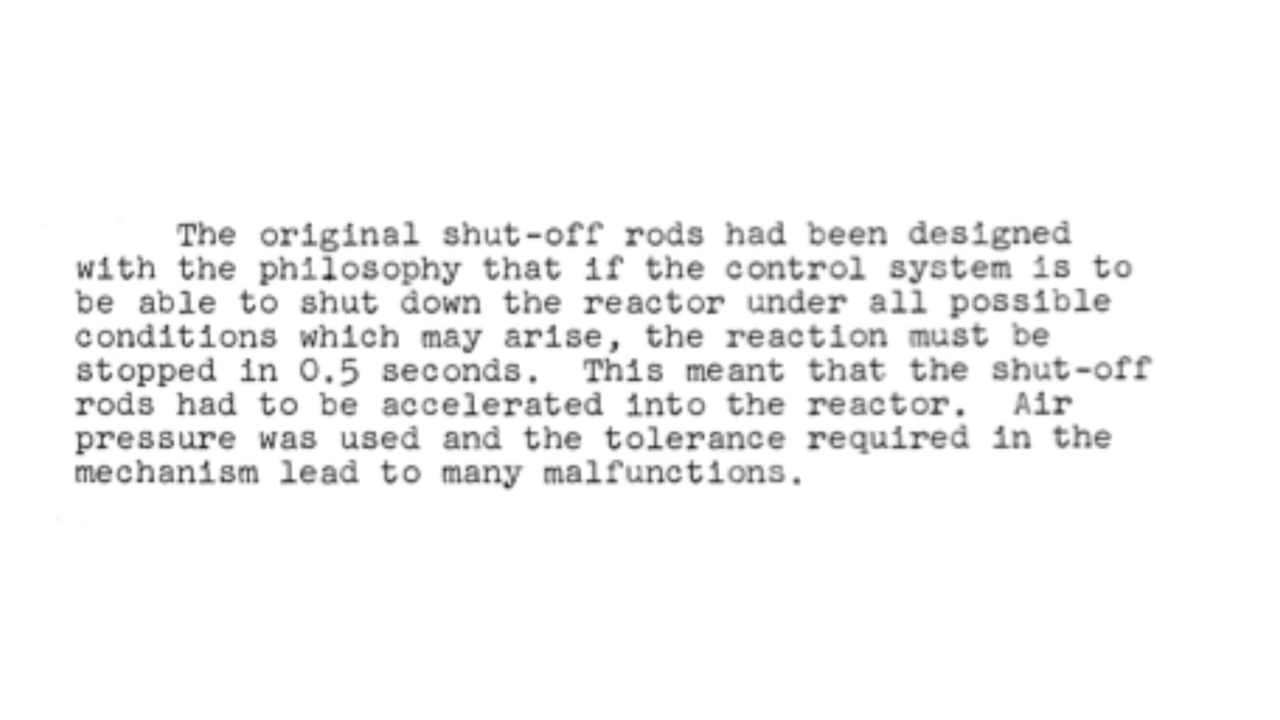 The original shut-off rods had been designed
with the philosophy that if the control system is to
be able to shut down the reactor under all possible
conditions which may arise, the reaction must be
stopped in 0.5 seconds.  This meant that the shut-off
rods had to be accelerated into the reactor.  Air
pressure was used and the tolerance required in the
mechanism lead to many malfunctions.